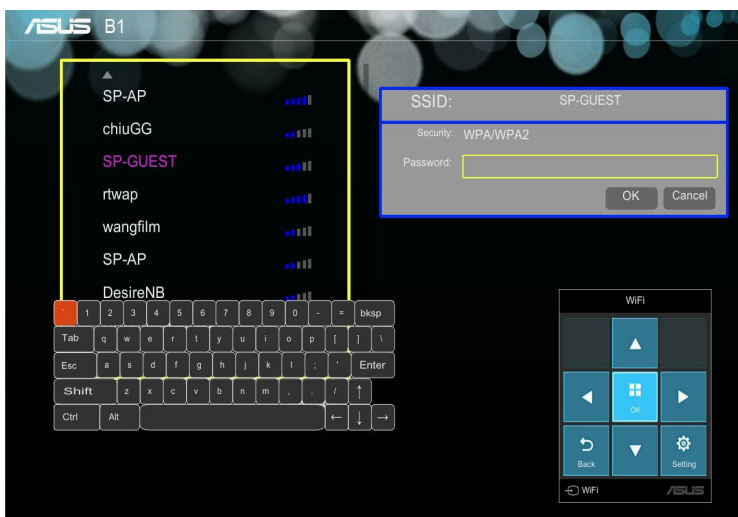 ASUS B1
SP-AP
chiuGG
SP-GUEST
rtwap
wangfilm
SP-AP
DesireNB
SSID: SP-GUEST
Security: WPA/WPA2
Password:
OK Cancel
` 1 2 3 4 5 6 7 8 9 0 - = bksp
Tab q w e r t y u i o p [ ] \
Esc a s d f g h j k l ; ' Enter
Shift z x c v b n m , . / ↑
Ctrl Alt ← ↓ →
WiFi
OK
Back Setting
WiFi ASUS